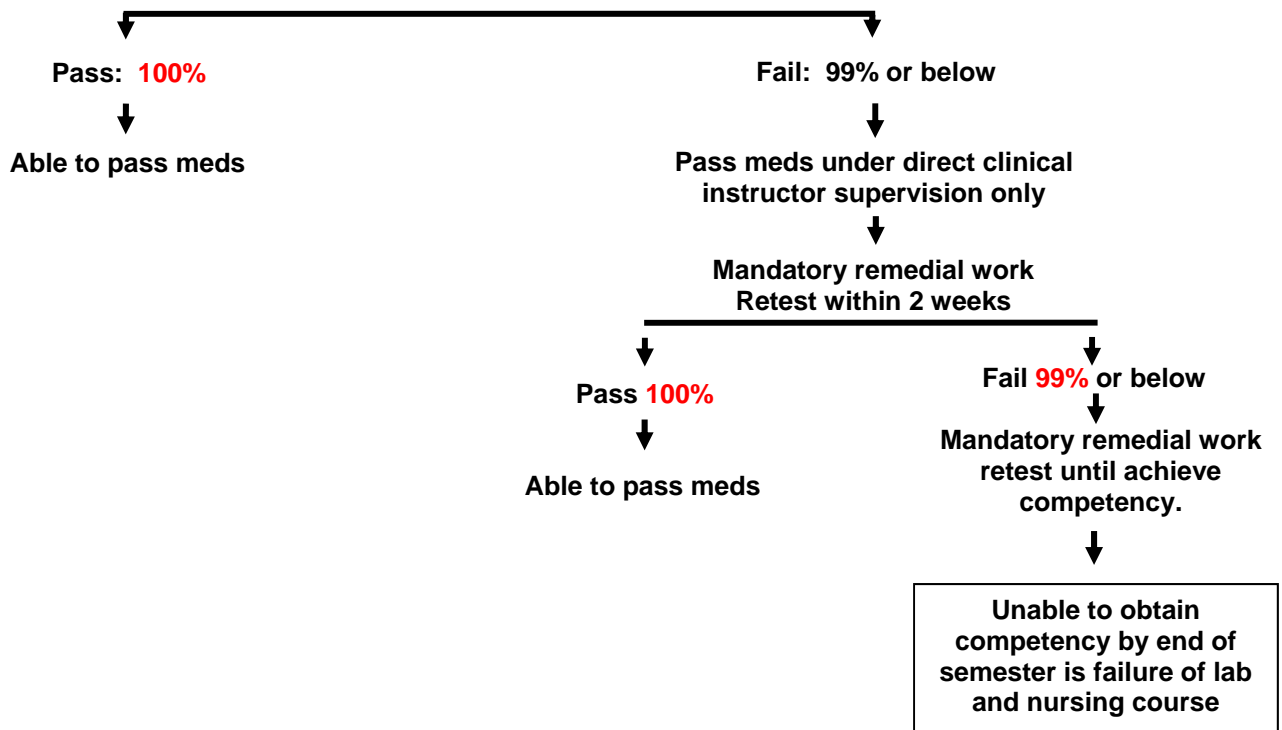 Pass: 100%
Fail: 99% or below
Able to pass meds
Pass meds under direct clinical
instructor supervision only
Mandatory remedial work
Retest within 2 weeks
Pass 100%
Able to pass meds
Fail 99% or below
Mandatory remedial work
retest until achieve
competency.
Unable to obtain
competency by end of
semester is failure of lab
and nursing course